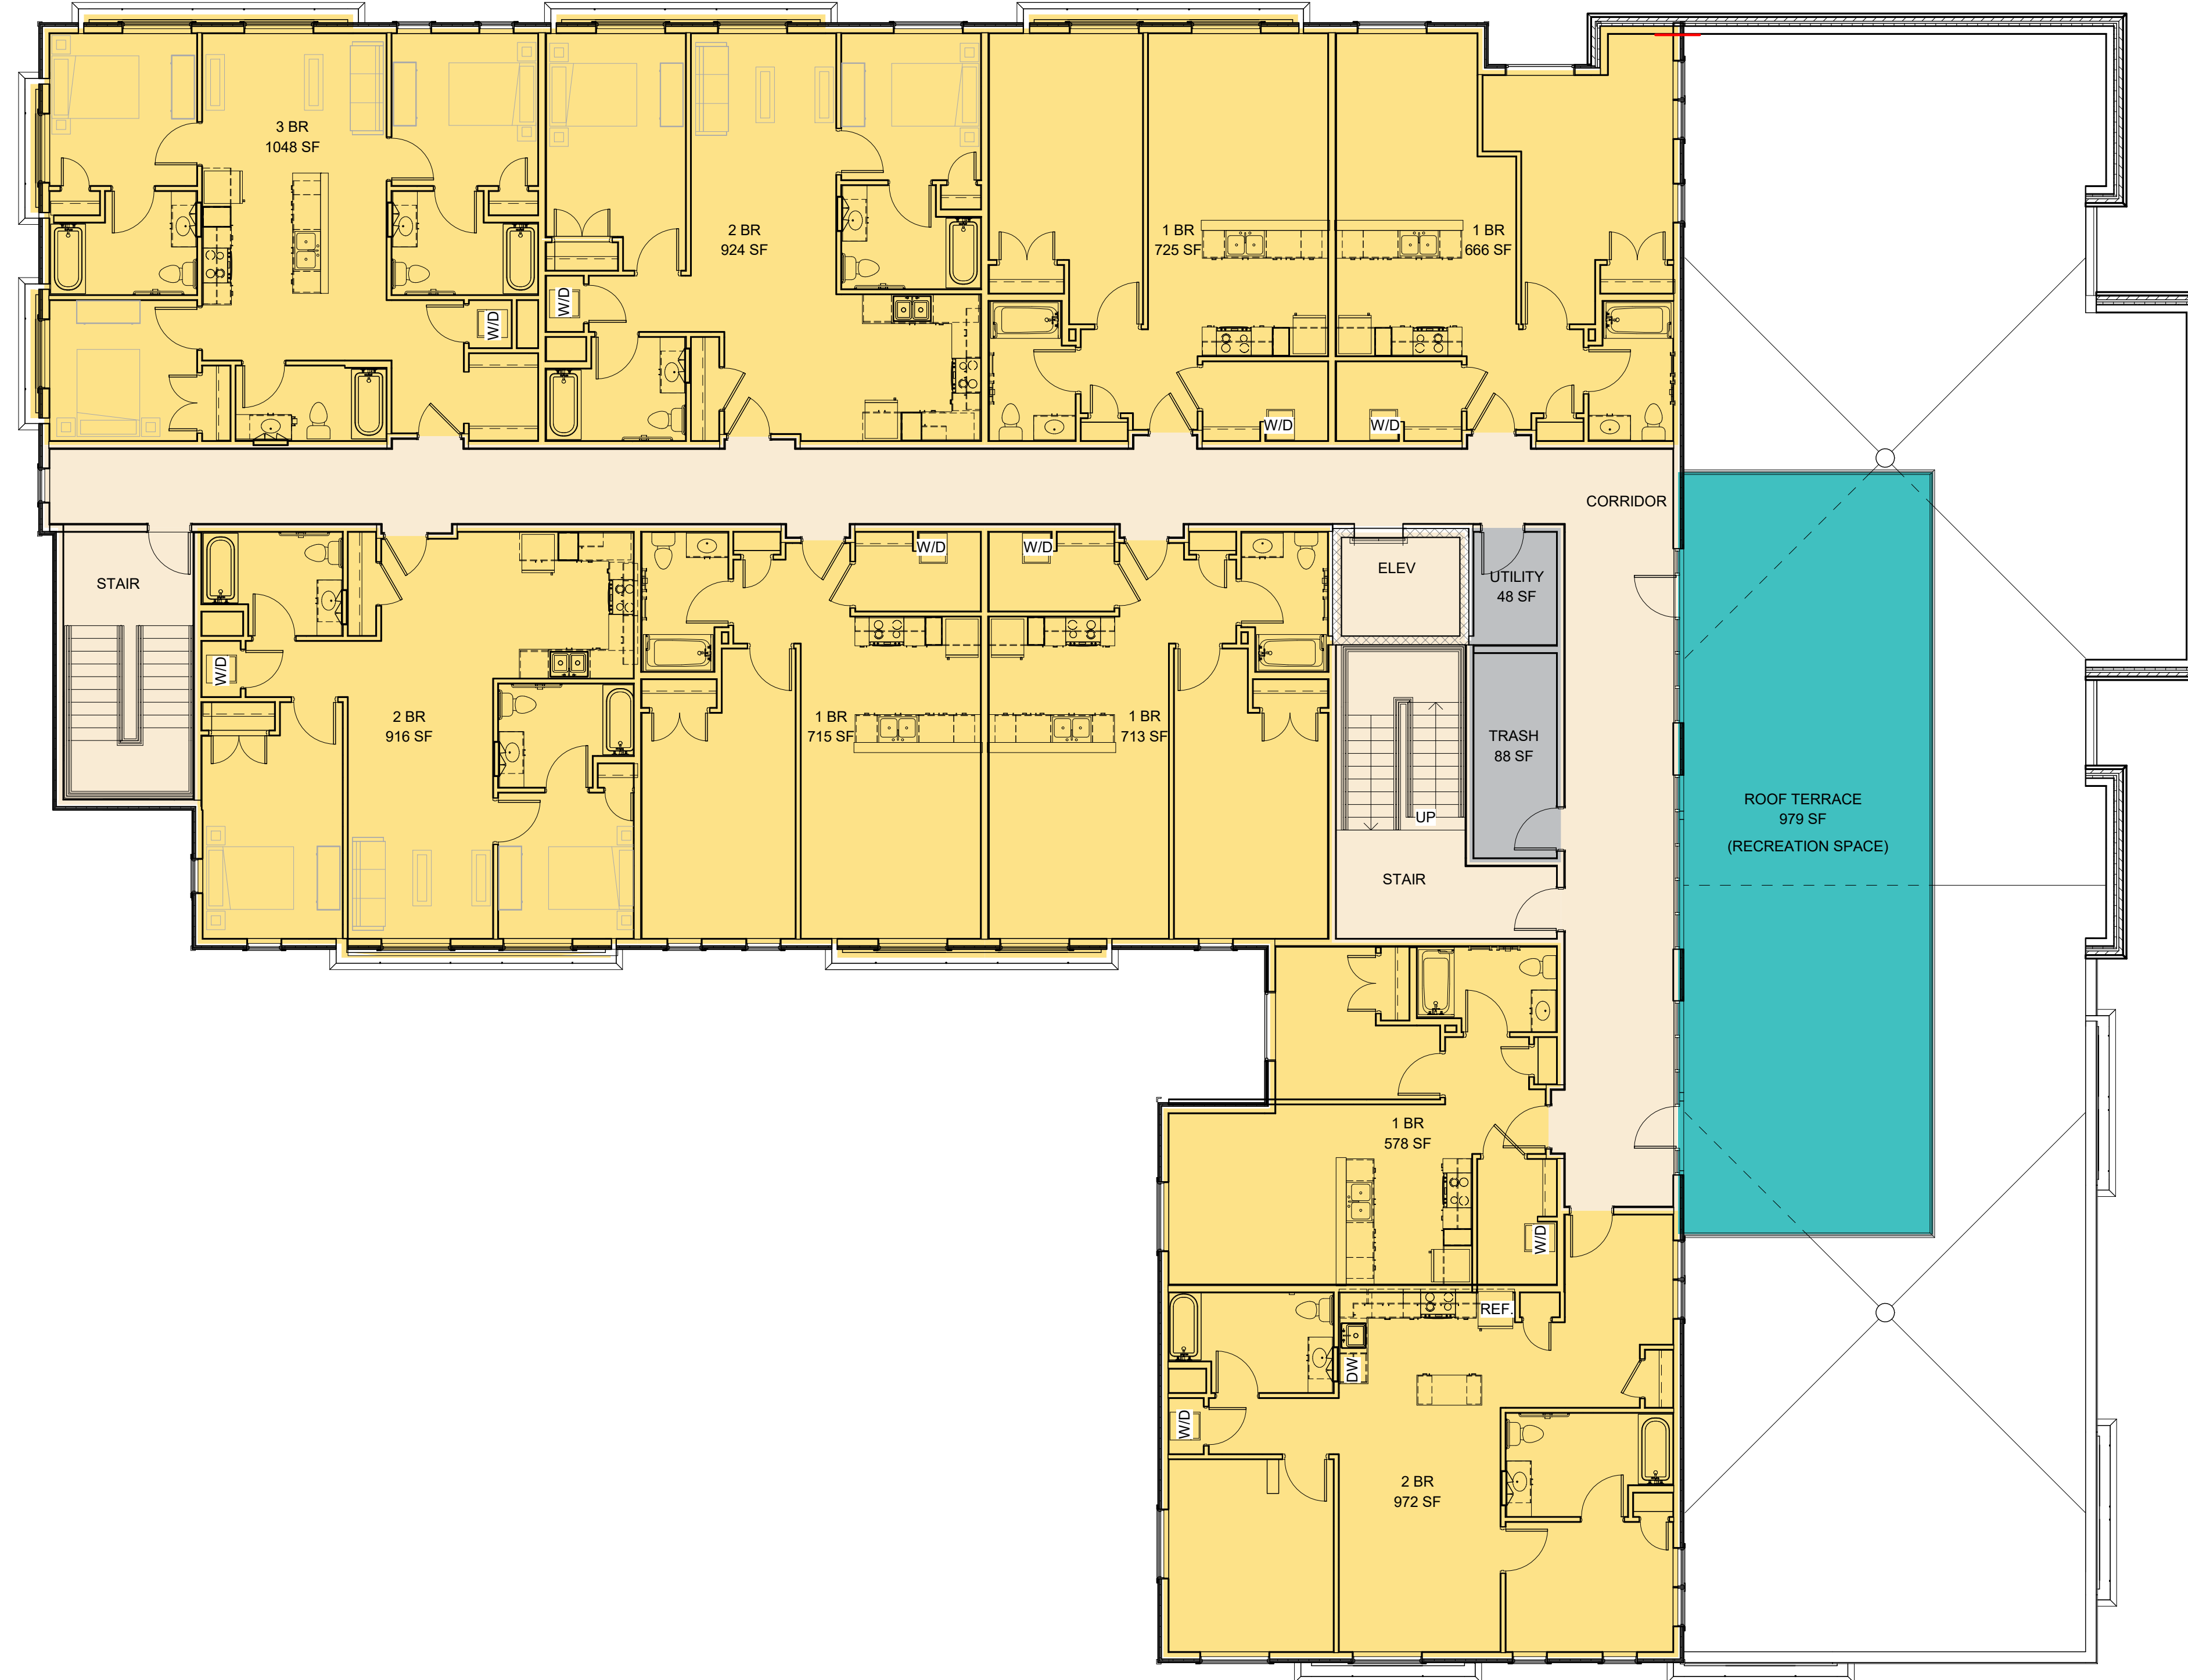 3 BR
1048 SF
2 BR
924 SF
1 BR
725 SF
1 BR
666 SF
W/D
W/D
W/D
W/D
CORRIDOR
STAIR
W/D
W/D
ELEV
UTILITY
48 SF
W/D
2 BR
916 SF
1 BR
715 SF
1 BR
713 SF
TRASH
88 SF
UP
STAIR
ROOF TERRACE
979 SF
(RECREATION SPACE)
1 BR
578 SF
W/D
REF.
DW
W/D
2 BR
972 SF